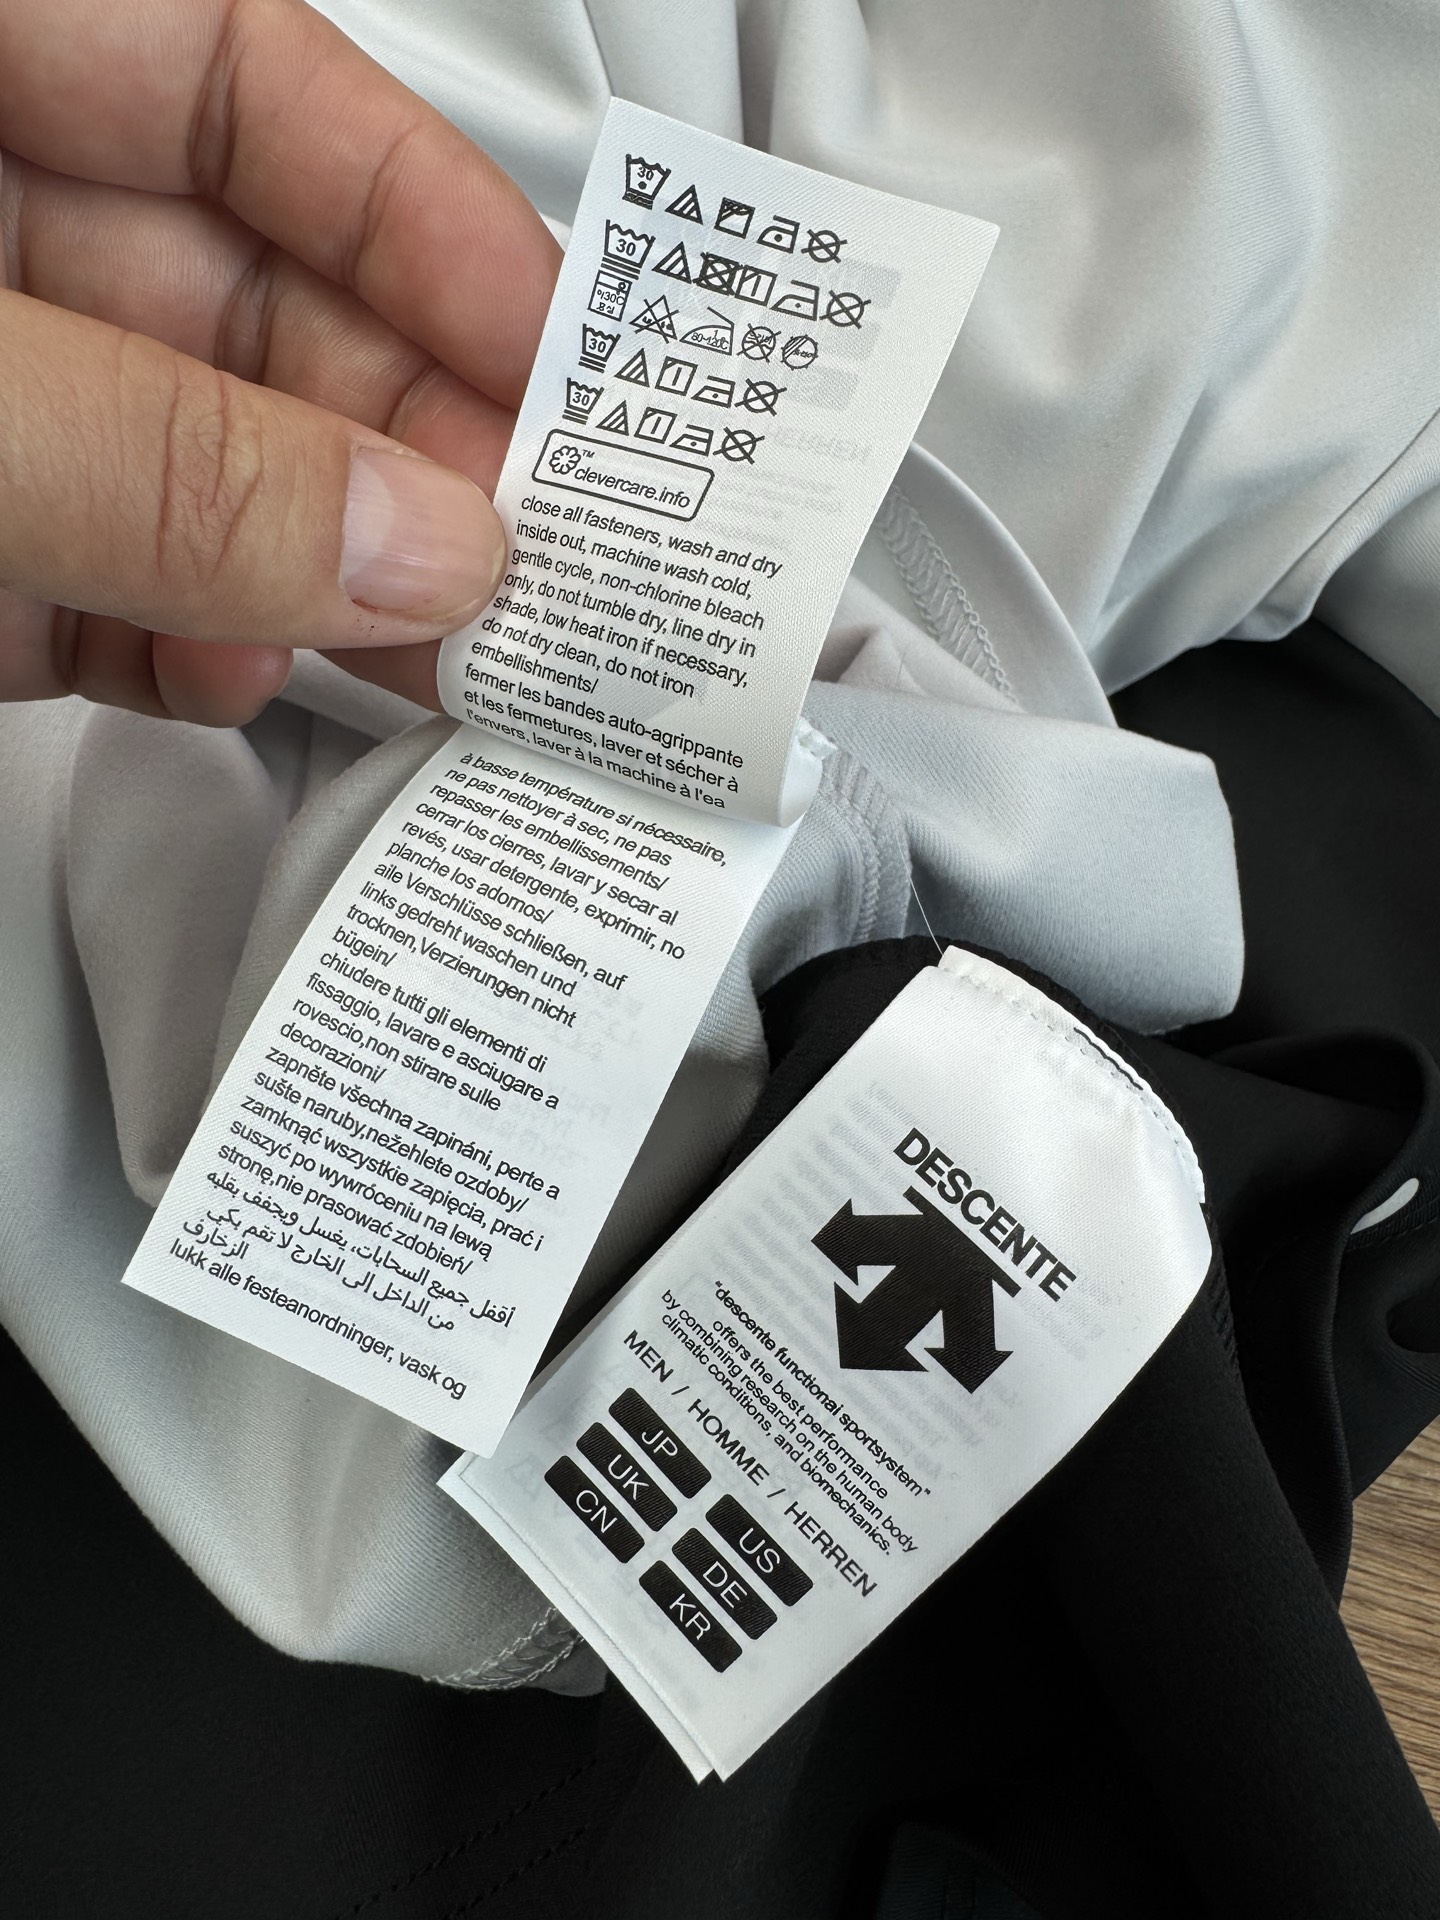 30
30
30C
80~120C
30
30
™
clevercare.info
close all fasteners, wash and dry
inside out, machine wash cold,
gentle cycle, non-chlorine bleach
only, do not tumble dry, line dry in
shade, low heat iron if necessary,
do not dry clean, do not iron
embellishments/
fermer les bandes auto-agrippante
et les fermetures, laver et sécher à
l'envers, laver à la machine à l'ea
à basse température si nécessaire,
ne pas nettoyer à sec, ne pas
repasser les embellissements/
cerrar los cierres, lavar y secar al
revés, usar detergente, exprimir, no
planche los adornos/
alle Verschlüsse schließen, auf
links gedreht waschen und
trocknen,Verzierungen nicht
bügeln/
chiudere tutti gli elementi di
fissaggio, lavare e asciugare a
rovescio,non stirare sulle
decorazioni/
zapněte všechna zapínáni, perte a
sušte naruby,nežehlete ozdoby/
zamknąć wszystkie zapięcia, prać i
suszyć po wywróceniu na lewą
stronę,nie prasować zdobień/
أقفل جميع السحابات، يغسل ويجفف بقلبه
من الداخل الى الخارج لا تقم بكي الزخارف
lukk alle festeanordninger, vask og
DESCENTE
"descente functional sportsystem"
offers the best performance
by combining research on the human body
climatic conditions, and biomechanics.
MEN / HOMME / HERREN
JP
US
UK
DE
CN
KR